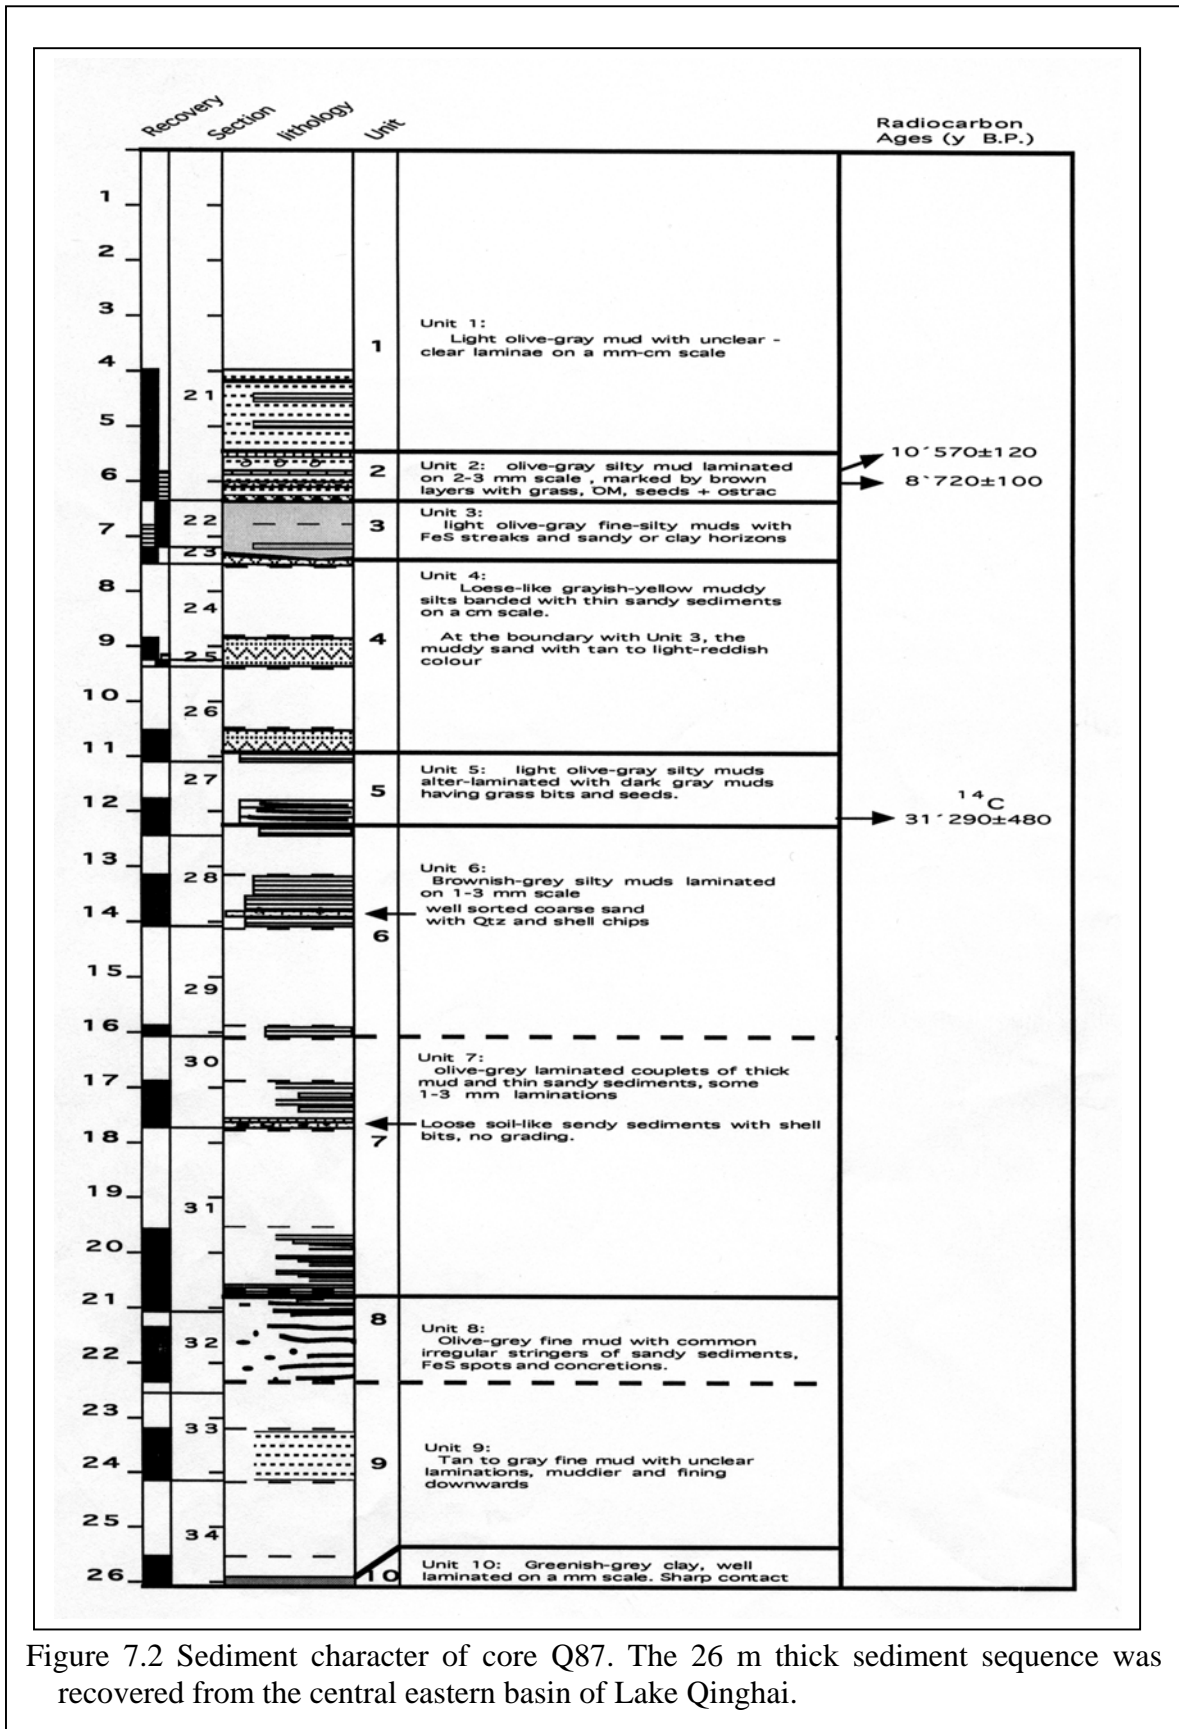 Recovery
Section
lithology
Unit
Radiocarbon
Ages (y B.P.)
1
2
3
Unit 1:
Light olive-gray mud with unclear -
clear laminae on a mm-cm scale
1
4
21
5
10´570±120
6
2
Unit 2: olive-gray silty mud laminated
on 2-3 mm scale , marked by brown
layers with grass, OM, seeds + ostrac
8`720±100
22
7
3
Unit 3:
light olive-gray fine-silty muds with
FeS streaks and sandy or clay horizons
23
8
24
Unit 4:
Loese-like grayish-yellow muddy
silts banded with thin sandy sediments
on a cm scale.
9
4
At the boundary with Unit 3, the
muddy sand with tan to light-reddish
colour
25
10
26
11
27
5
Unit 5: light olive-gray silty muds
alter-laminated with dark gray muds
having grass bits and seeds.
12
14C
31´290±480
13
28
Unit 6:
Brownish-grey silty muds laminated
on 1-3 mm scale
14
well sorted coarse sand
with Qtz and shell chips
6
15
29
16
30
Unit 7:
olive-grey laminated couplets of thick
mud and thin sandy sediments, some
1-3 mm laminations
17
Loose soil-like sendy sediments with shell
bits, no grading.
18
7
19
31
20
21
8
32
Unit 8:
Olive-grey fine mud with common
irregular stringers of sandy sediments,
FeS spots and concretions.
22
23
33
24
9
Unit 9:
Tan to gray fine mud with unclear
laminations, muddier and fining
downwards
25
34
26
10
Unit 10: Greenish-grey clay, well
laminated on a mm scale. Sharp contact
Figure 7.2 Sediment character of core Q87. The 26 m thick sediment sequence was
recovered from the central eastern basin of Lake Qinghai.